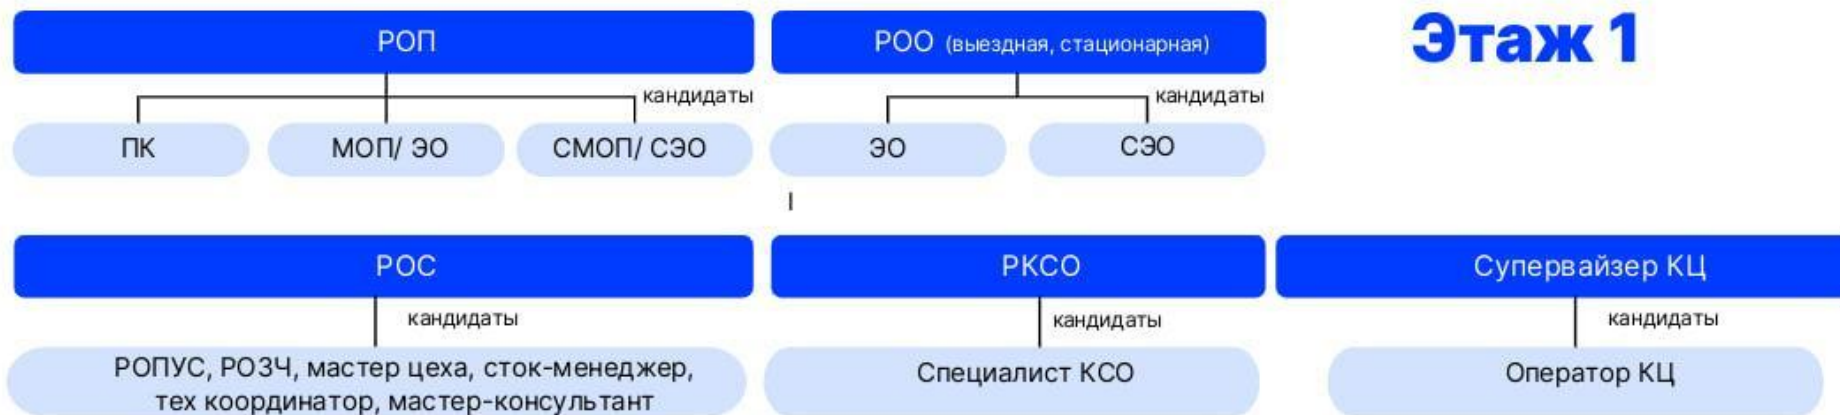 РОП
РОО (выездная, стационарная)
Этаж 1
кандидаты
кандидаты
ПК
МОП/ ЭО
СМОП/ СЭО
ЭО
СЭО
РОС
РКСО
Супервайзер КЦ
кандидаты
кандидаты
кандидаты
РОПУС, РОЗЧ, мастер цеха, сток-менеджер,
тех координатор, мастер-консультант
Специалист КСО
Оператор КЦ